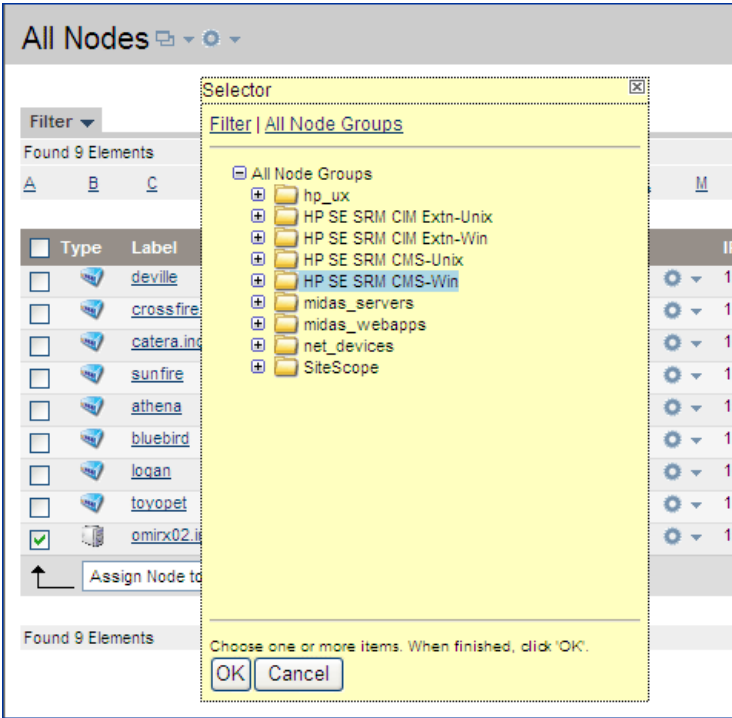 All Nodes
Selector
Filter
Filter | All Node Groups
Found 9 Elements
A B C M
All Node Groups
hp_ux
HP SE SRM CIM Extn-Unix
HP SE SRM CIM Extn-Win
HP SE SRM CMS-Unix
HP SE SRM CMS-Win
midas_servers
midas_webapps
net_devices
SiteScope
Type Label
deville
crossfire
catera.ind
sunfire
athena
bluebird
logan
toyopet
omirx02.i
Assign Node to
Found 9 Elements
Choose one or more items. When finished, click 'OK'.
OK Cancel